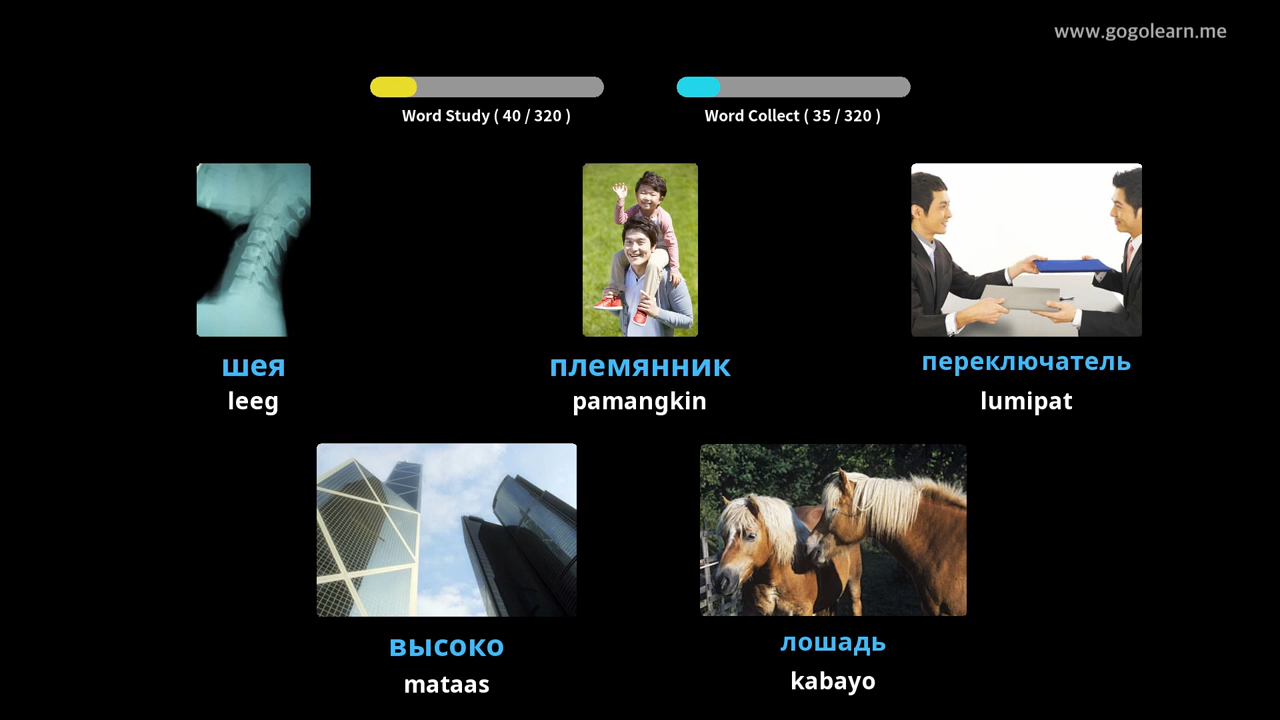 www.gogolearn.me
Word Study ( 40 / 320 )
Word Collect ( 35 / 320 )
шея
leeg
племянник
pamangkin
переключатель
lumipat
высоко
mataas
лошадь
kabayo